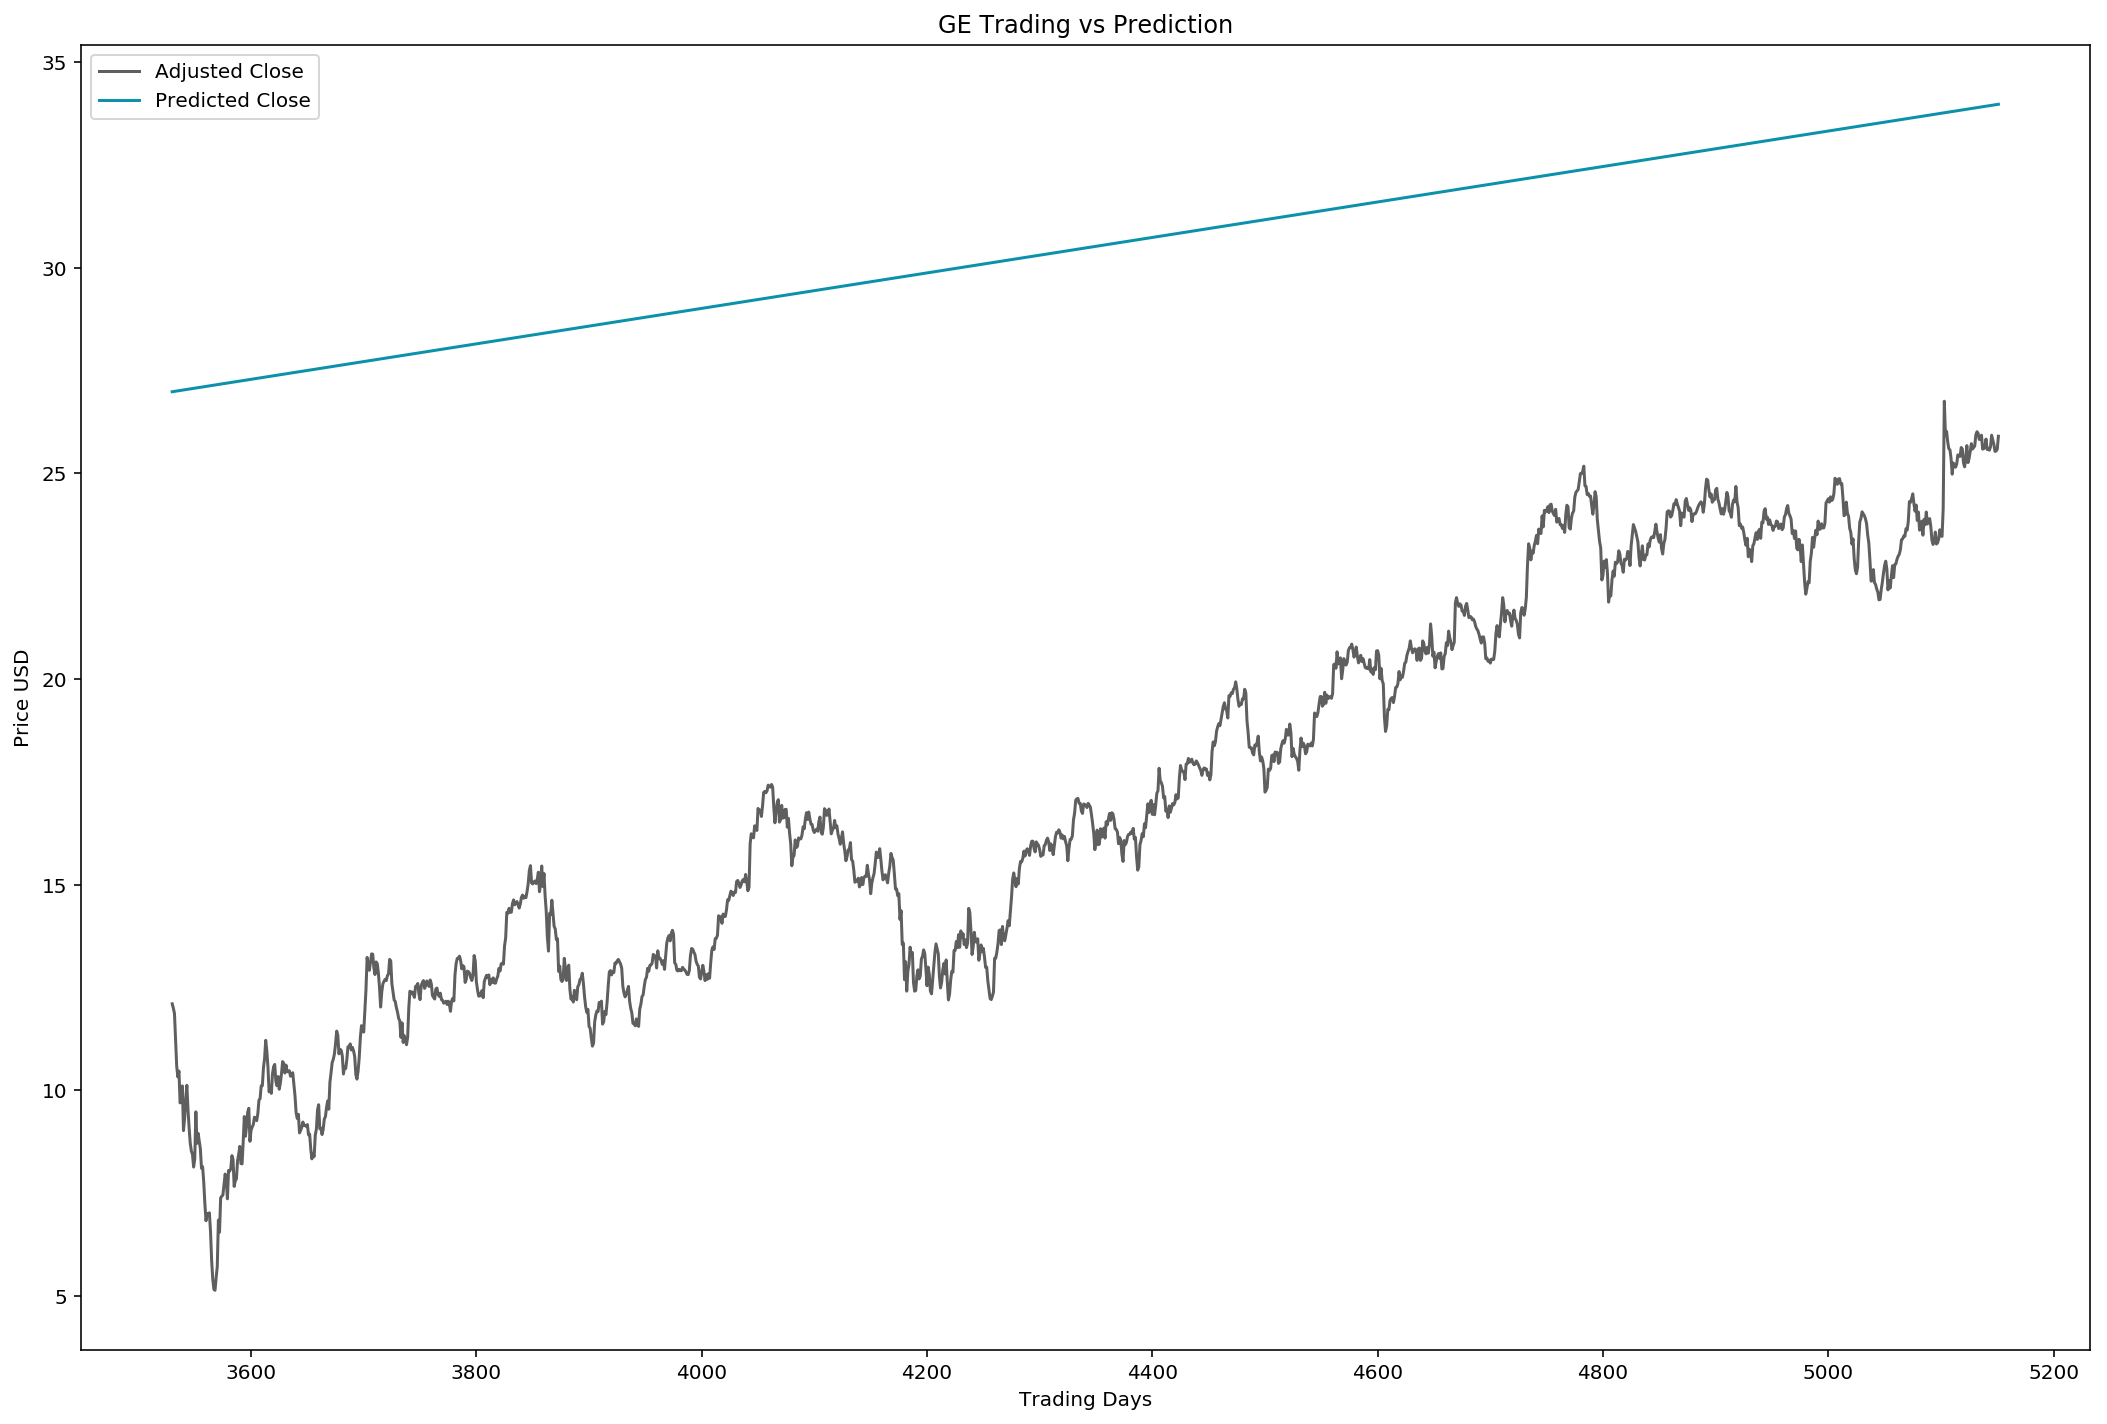 GE Trading vs Prediction
Adjusted Close
Predicted Close
35
30
25
20
15
10
5
Price USD
3600 3800 4000 4200 4400 4600 4800 5000 5200
Trading Days